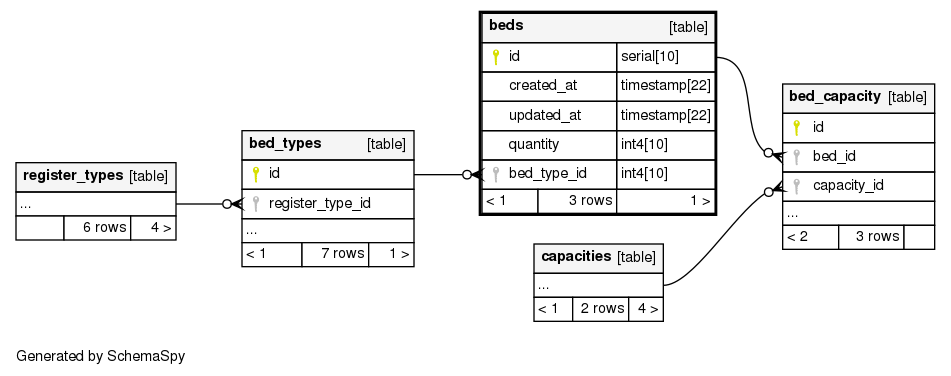 beds [table]
id serial[10]
created_at timestamp[22]
updated_at timestamp[22]
quantity int4[10]
bed_type_id int4[10]
< 1 3 rows 1 >
bed_capacity [table]
id
bed_id
capacity_id
...
< 2 3 rows
bed_types [table]
id
register_type_id
...
< 1 7 rows 1 >
register_types [table]
...
6 rows 4 >
capacities [table]
...
< 1 2 rows 4 >
Generated by SchemaSpy